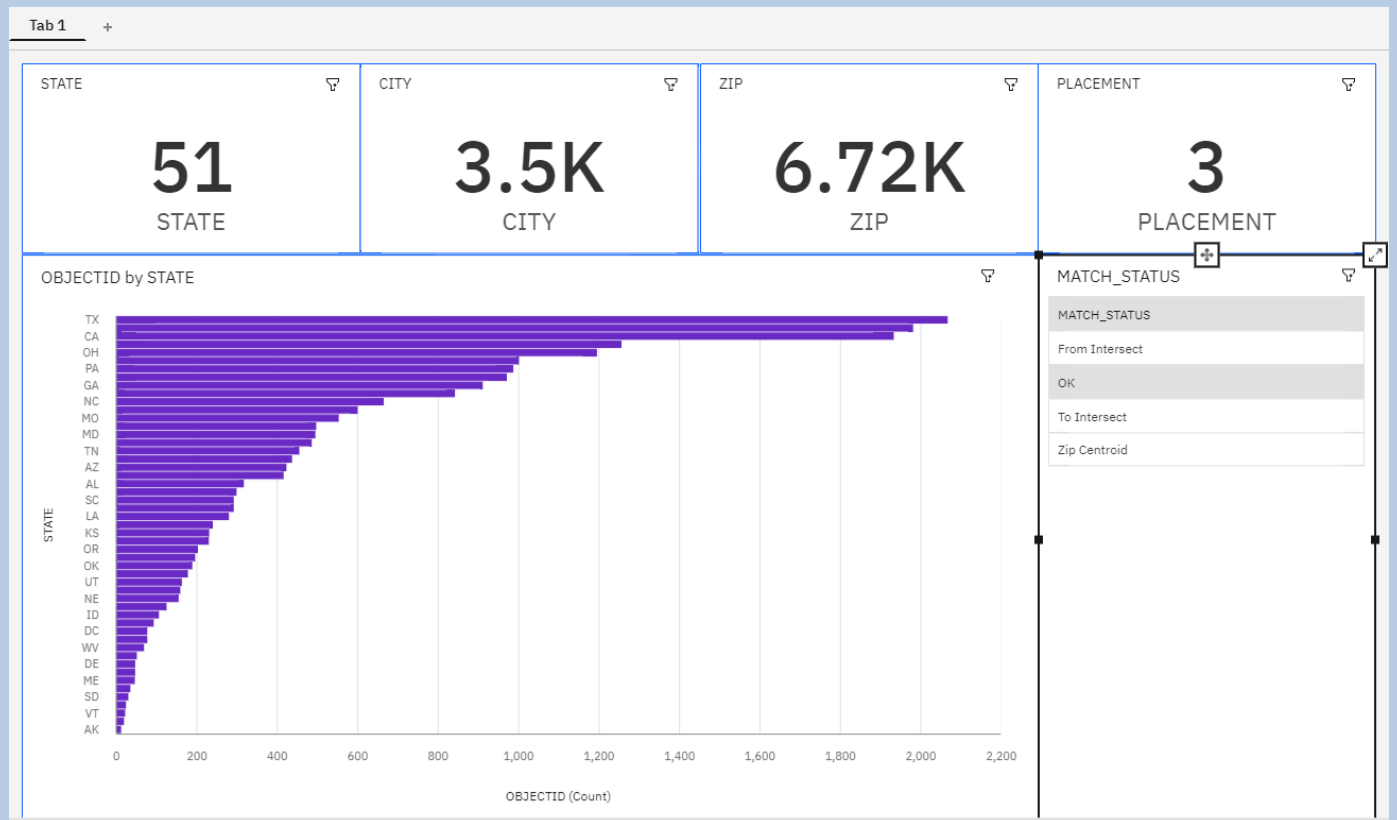 Tab 1 +
STATE
CITY
ZIP
PLACEMENT
51
3.5K
6.72K
3
STATE
CITY
ZIP
PLACEMENT
OBJECTID by STATE
TX
CA
OH
PA
GA
NC
MO
MD
TN
AZ
AL
SC
LA
KS
OR
OK
UT
NE
ID
DC
WV
DE
ME
SD
VT
AK
STATE
0 200 400 600 800 1,000 1,200 1,400 1,600 1,800 2,000 2,200
OBJECTID (Count)
MATCH_STATUS
MATCH_STATUS
From Intersect
OK
To Intersect
Zip Centroid